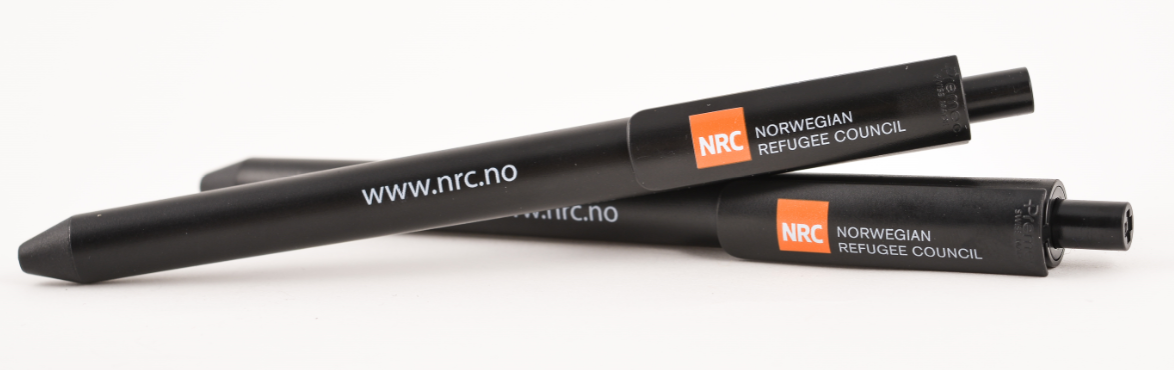 www.nrc.no
NRC
NORWEGIAN
REFUGEE COUNCIL
nrc.no
NRC
NORWEGIAN
REFUGEE COUNCIL